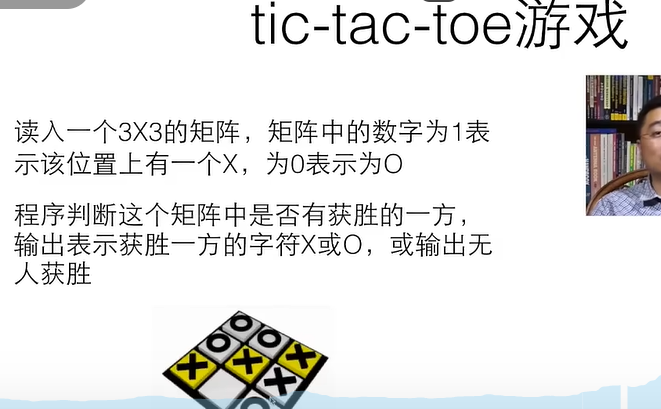 tic-tac-toe游戏
读入一个3X3的矩阵，矩阵中的数字为1表
示该位置上有一个X，为0表示为O
程序判断这个矩阵中是否有获胜的一方，
输出表示获胜一方的字符X或O，或输出无
人获胜